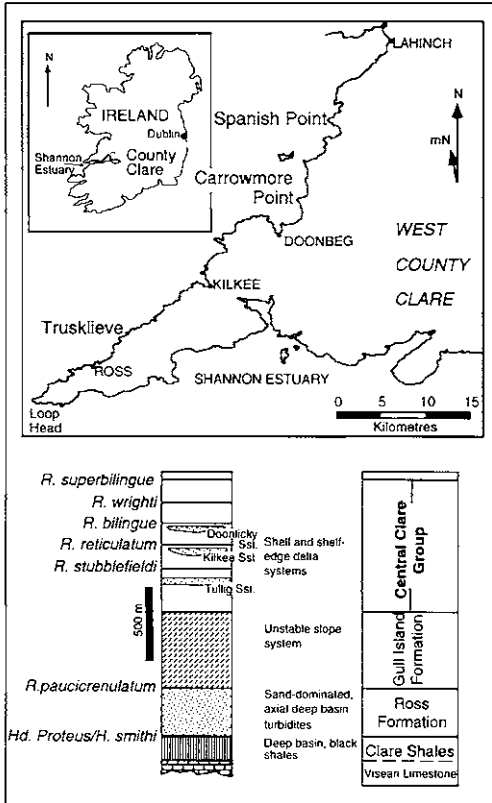 LAHINCH
N
IRELAND
Dublin
Shannon
Estuary
County
Clare
Spanish Point
Carrowmore
Point
N
mN
DOONBEG
WEST
COUNTY
CLARE
KILKEE
Trusklieve
ROSS
SHANNON ESTUARY
Loop
Head
0 5 10 15
Kilometres
R. superbilingue
R. wrighti
R. bilingue
Doonlicky
Sst.
R. reticulatum
Kilkee Sst
R. stubblefieldi
Tullig Sst.
Shelf and shelf-
edge delta
systems
Central Clare
Group
500 m
Unstable slope
system
Gull Island
Formation
R.paucicrenulatum
Sand-dominated,
axial deep basin
turbidites
Ross
Formation
Hd. Proteus/H. smithi
Deep basin, black
shales
Clare Shales
Visean Limestone